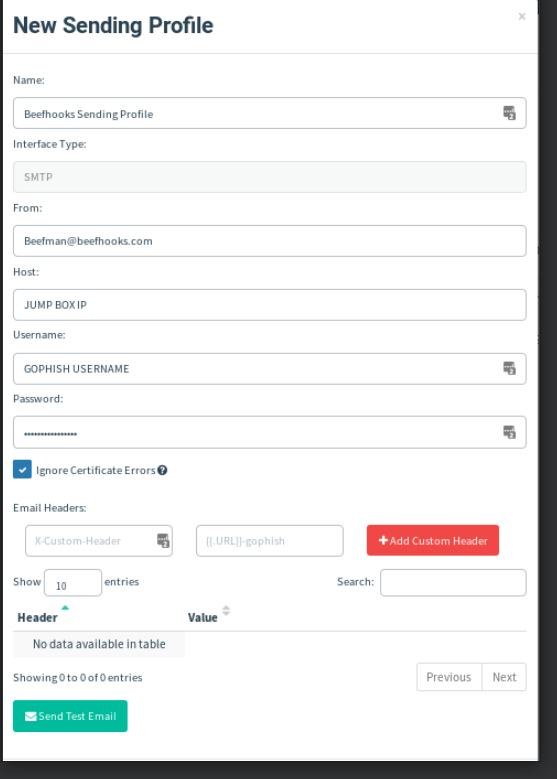 New Sending Profile
×
Name:
Beefhooks Sending Profile
Interface Type:
SMTP
From:
Beefman@beefhooks.com
Host:
JUMP BOX IP
Username:
GOPHISH USERNAME
Password:
••••••••••••••••
Ignore Certificate Errors
Email Headers:
X-Custom-Header {{.URL}}-gophish + Add Custom Header
Show 10 entries Search:
Header Value
No data available in table
Showing 0 to 0 of 0 entries Previous Next
Send Test Email